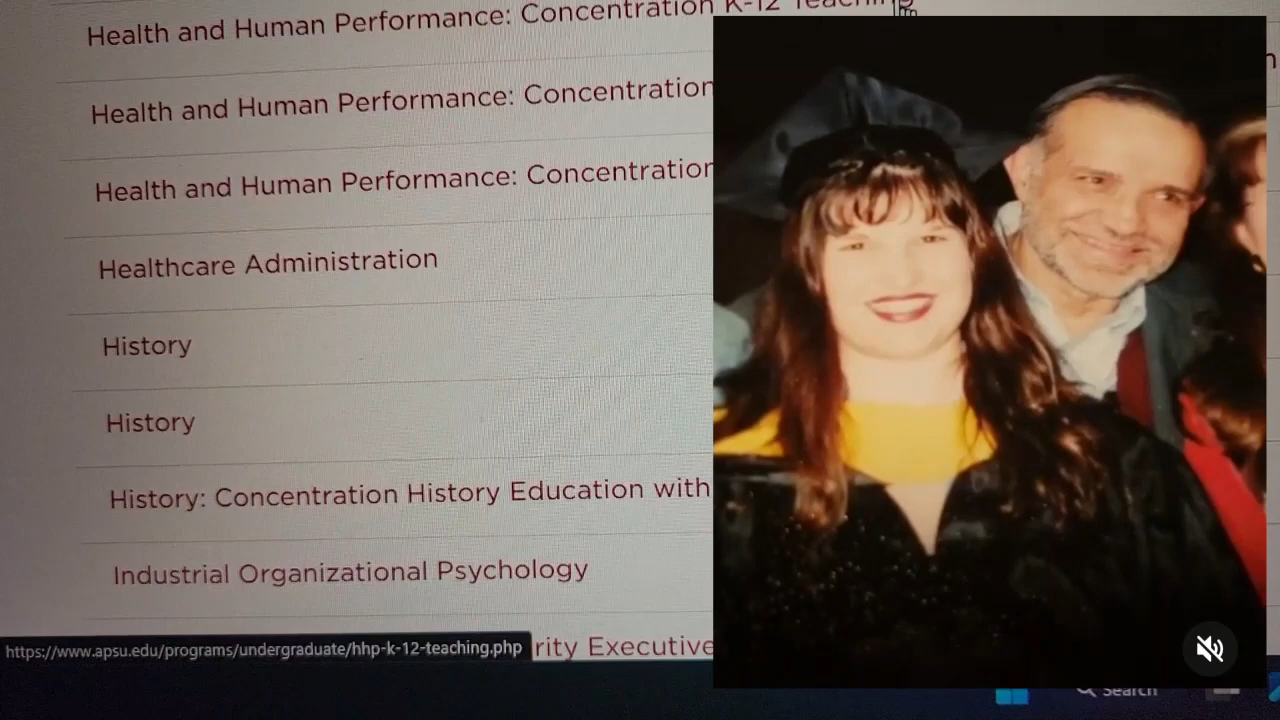 Health and Human Performance: Concentration K-12 Teaching
Health and Human Performance: Concentration
Health and Human Performance: Concentration
Healthcare Administration
History
History
History: Concentration History Education with
Industrial Organizational Psychology
https://www.apsu.edu/programs/undergraduate/hhp-k-12-teaching.php
rity Executive
Search